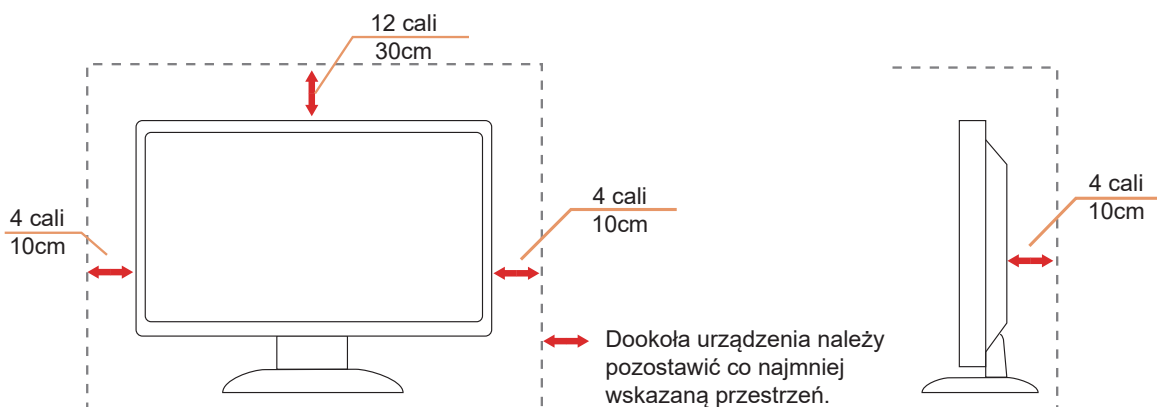 12 cali
30cm
4 cali
10cm
4 cali
10cm
4 cali
10cm
Dookoła urządzenia należy
pozostawić co najmniej
wskazaną przestrzeń.